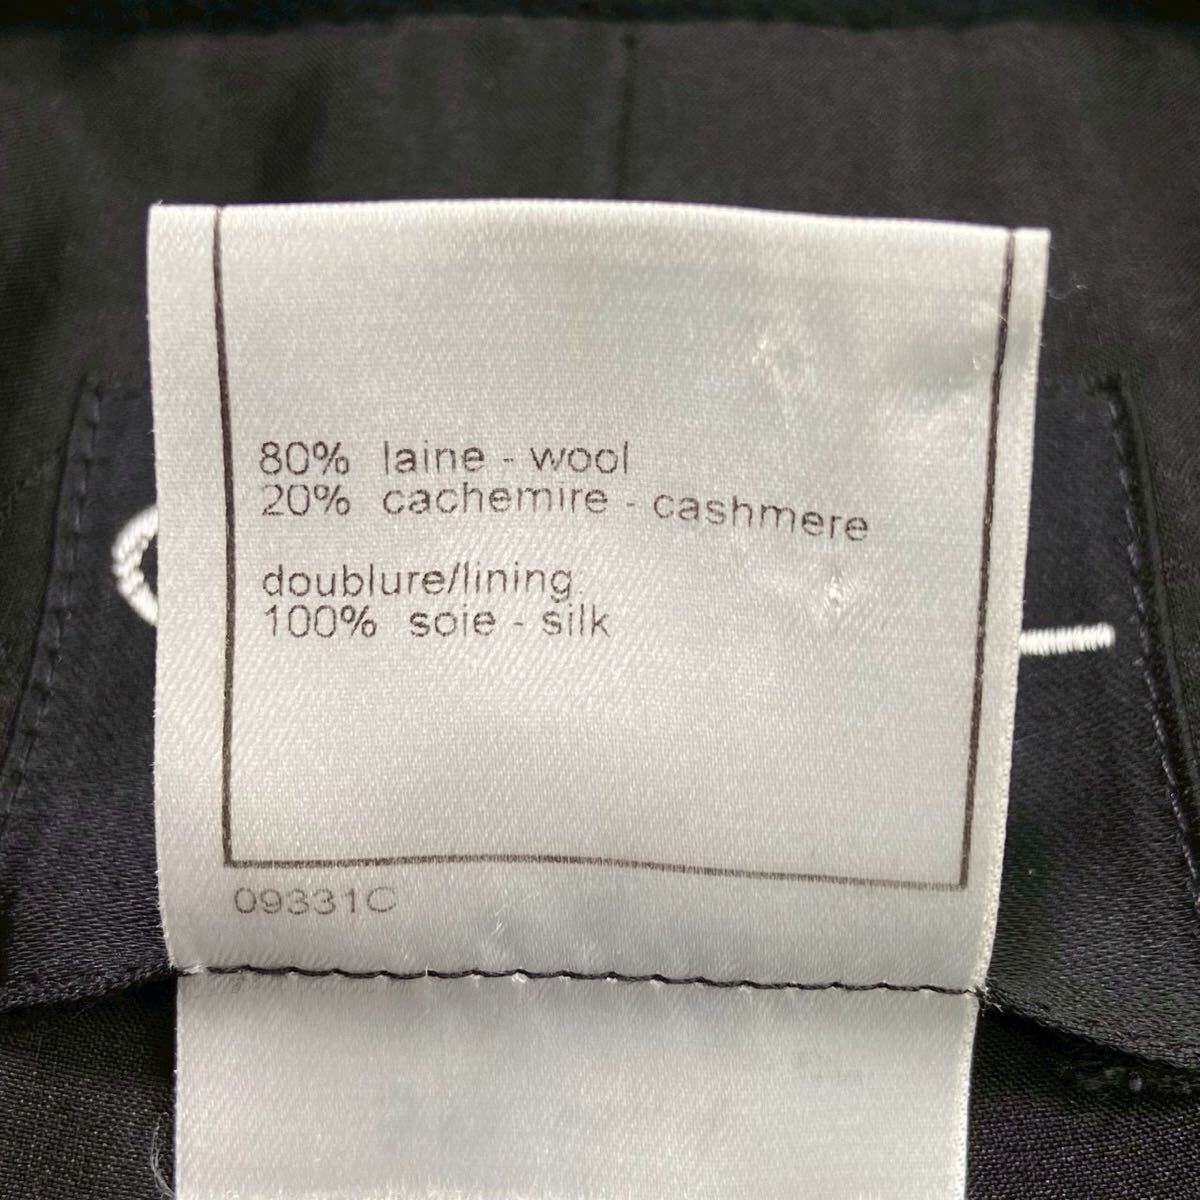 80% laine - wool
20% cachemire - cashmere
doublure/lining
100% soie - silk
09331C